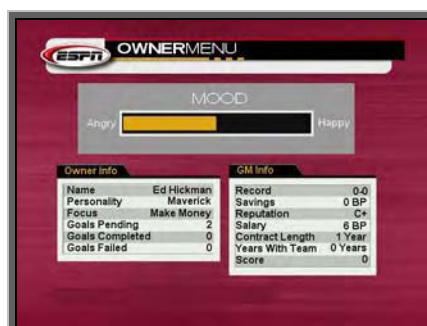 ESPN
OWNERMENU
MOOD
Angry Happy
Owner Info
Name Ed Hickman
Personality Maverick
Focus Make Money
Goals Pending 2
Goals Completed 0
Goals Failed 0
GM Info
Record 0-0
Savings 0 BP
Reputation C+
Salary 6 BP
Contract Length 1 Year
Years With Team 0 Years
Score 0